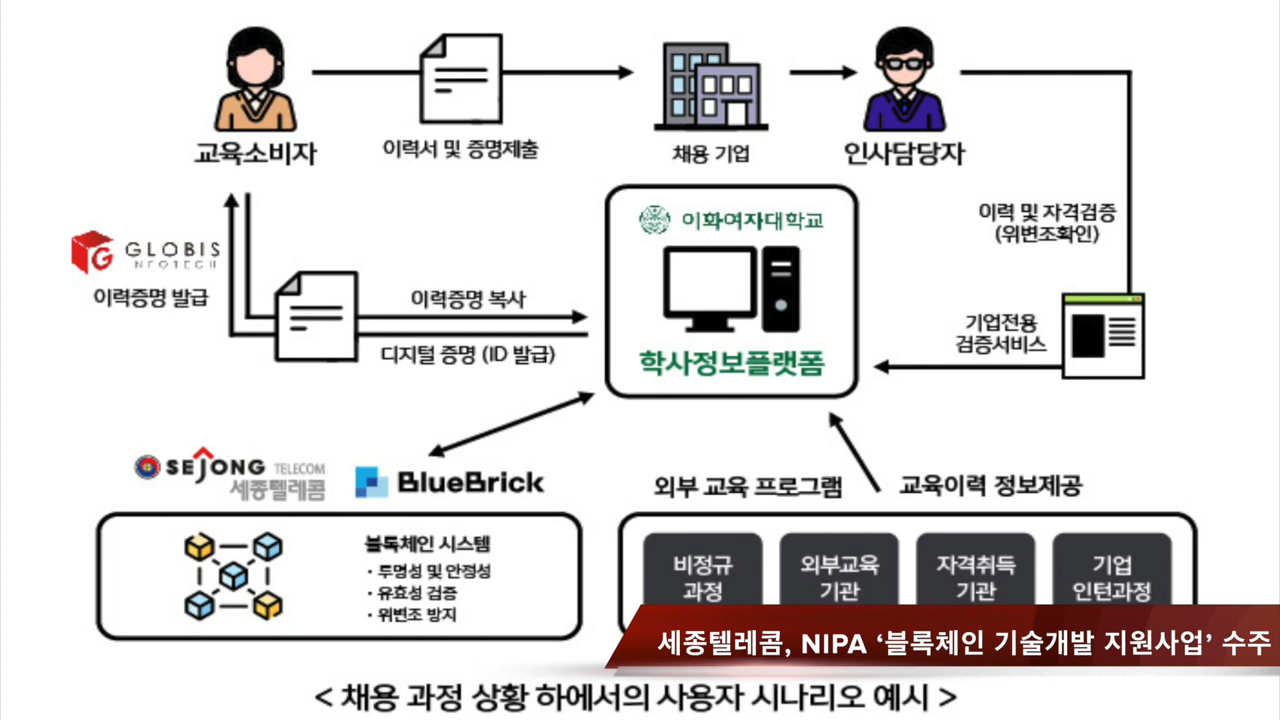 교육소비자
이력서 및 증명제출
채용 기업
인사담당자
이화여자대학교
학사정보플랫폼
이력 및 자격검증
(위변조확인)
기업전용
검증서비스
G GLOBIS
INFOTECH
이력증명 발급
이력증명 복사
디지털 증명 (ID 발급)
SEJONG TELECOM
세종텔레콤
BlueBrick
블록체인 시스템
· 투명성 및 안정성
· 유효성 검증
· 위변조 방지
외부 교육 프로그램
교육이력 정보제공
비정규
과정
외부교육
기관
자격취득
기관
기업
인턴과정
세종텔레콤, NIPA ‘블록체인 기술개발 지원사업’ 수주
< 채용 과정 상황 하에서의 사용자 시나리오 예시 >